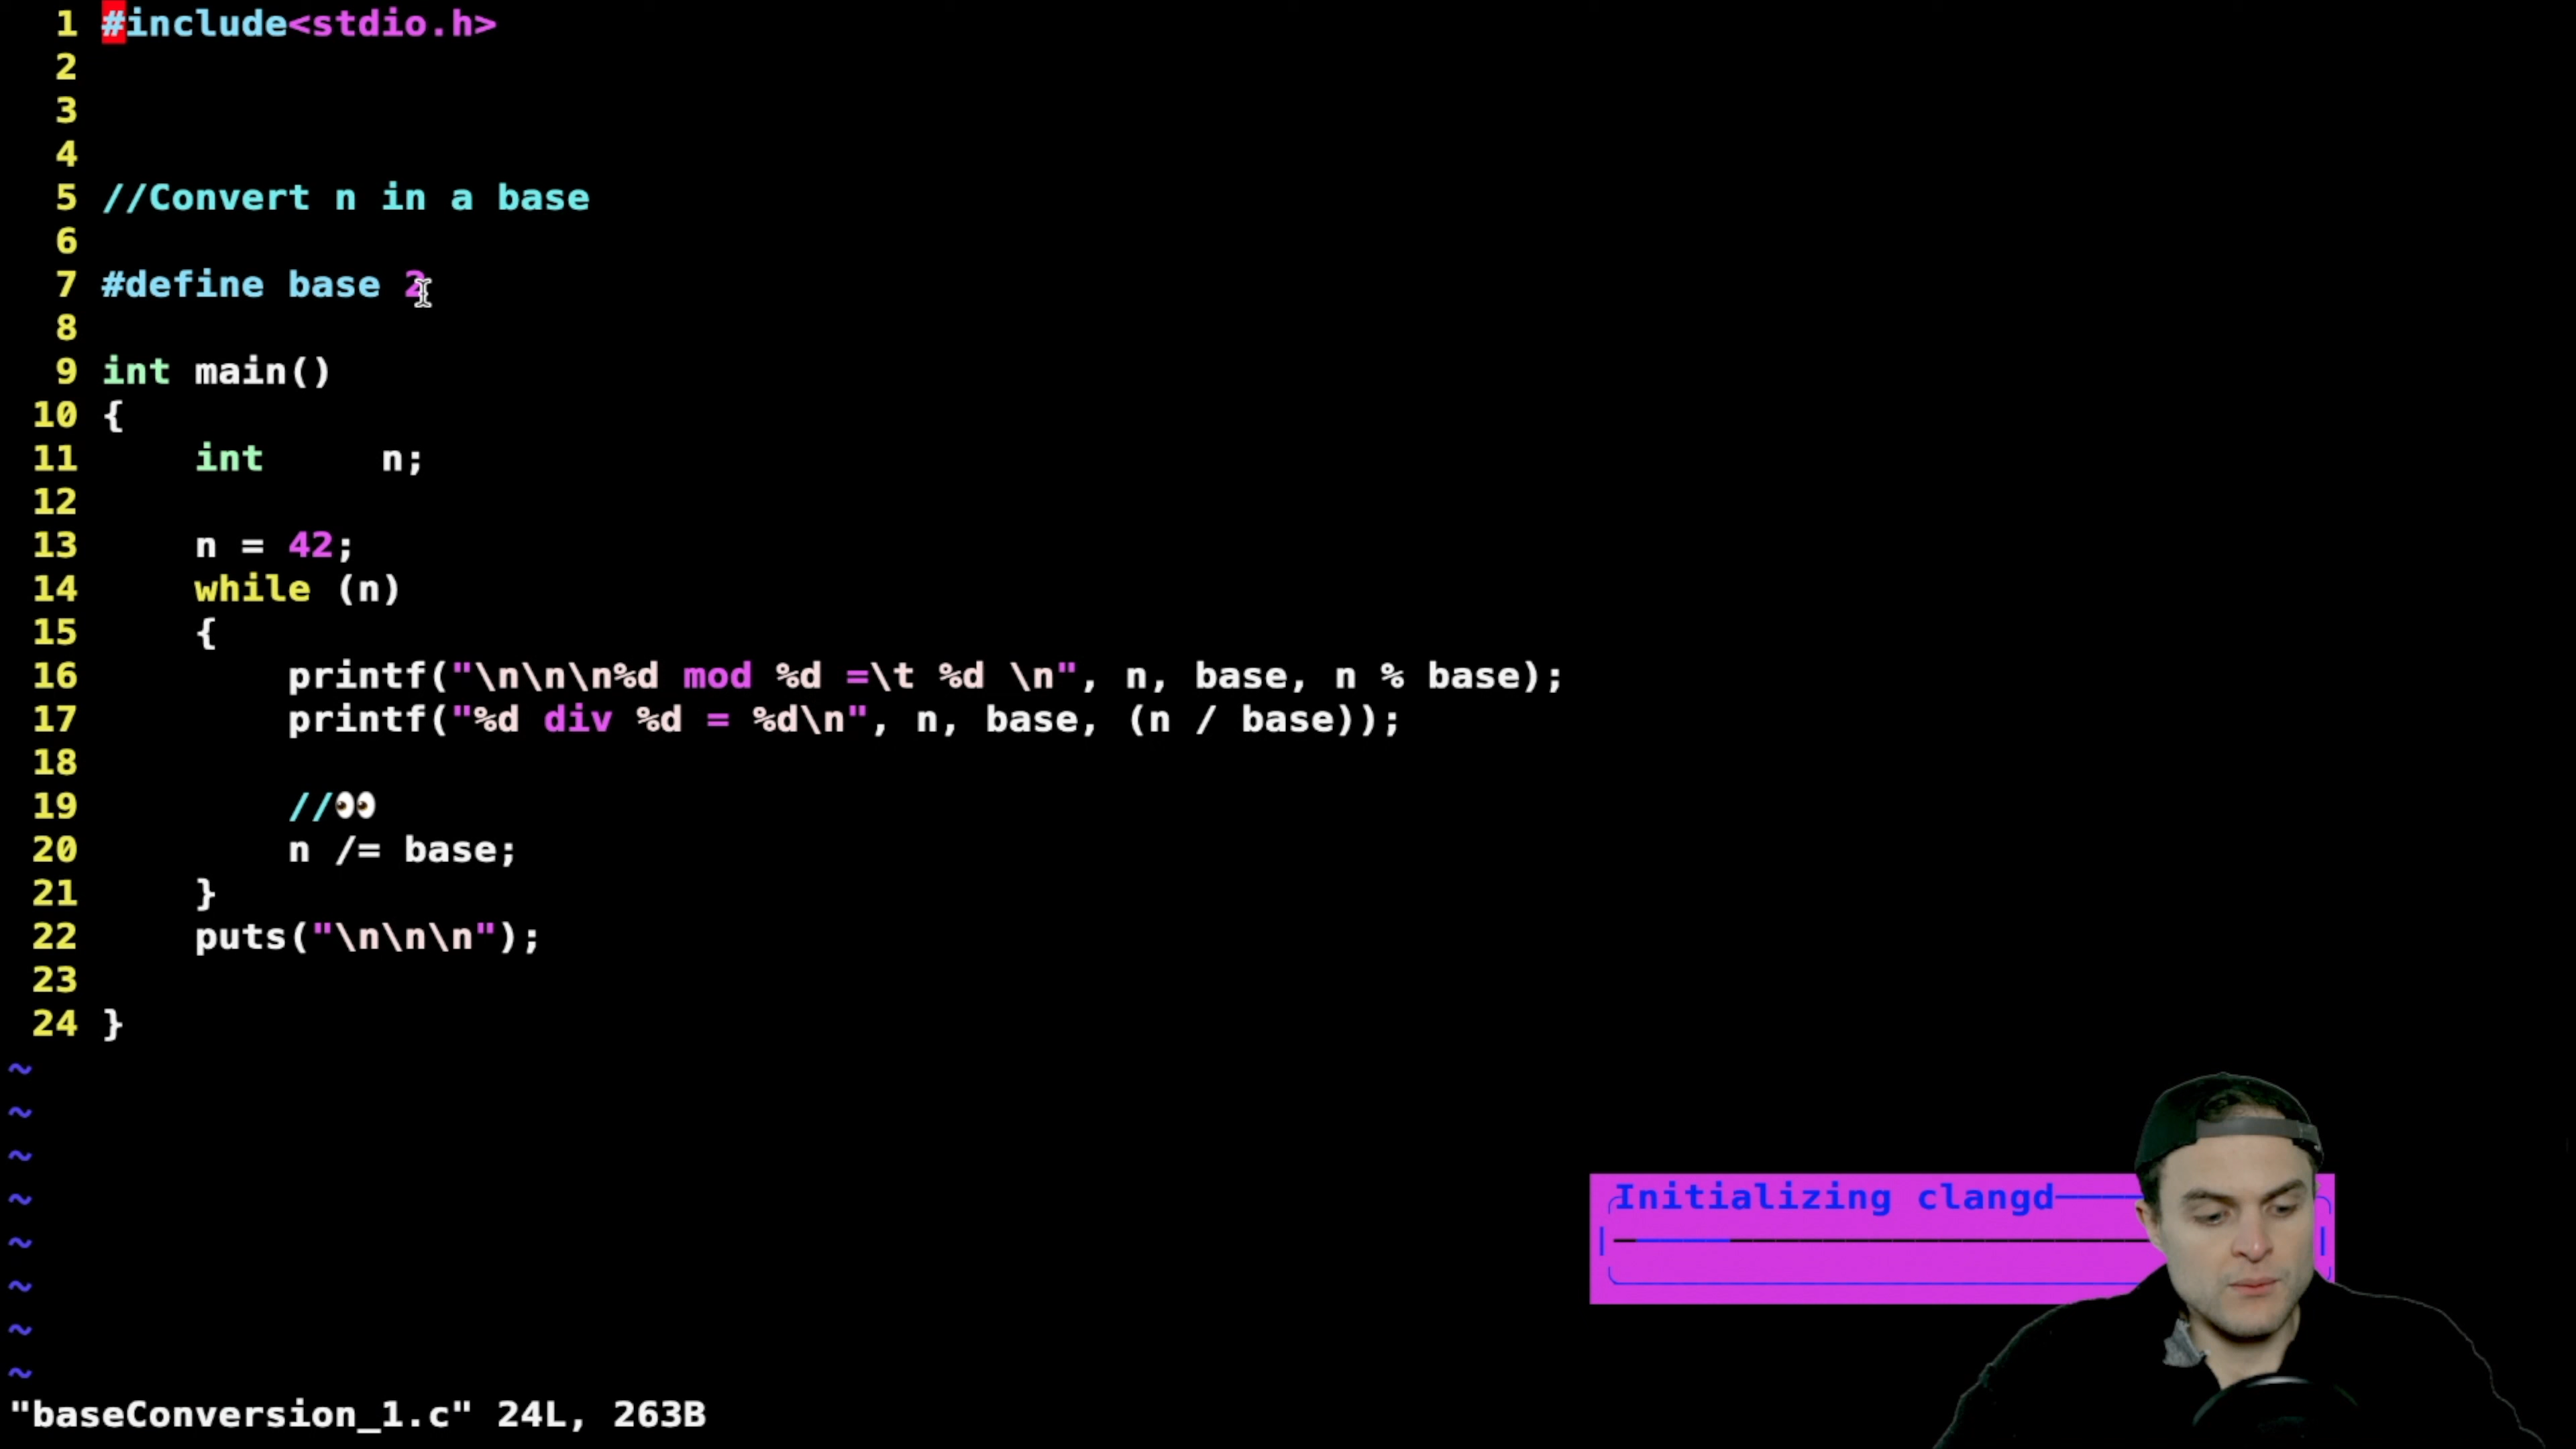 1 #include<stdio.h>
2
3
4
5 //Convert n in a base
6
7 #define base 2
8
9 int main()
10 {
11     int     n;
12
13     n = 42;
14     while (n)
15     {
16         printf("\n\n\n%d mod %d =\t %d \n", n, base, n % base);
17         printf("%d div %d = %d\n", n, base, (n / base));
18
19         //👀
20         n /= base;
21     }
22     puts("\n\n\n");
23
24 }
~
~
~
~
~
~
~
~
Initializing clangd
"baseConversion_1.c" 24L, 263B